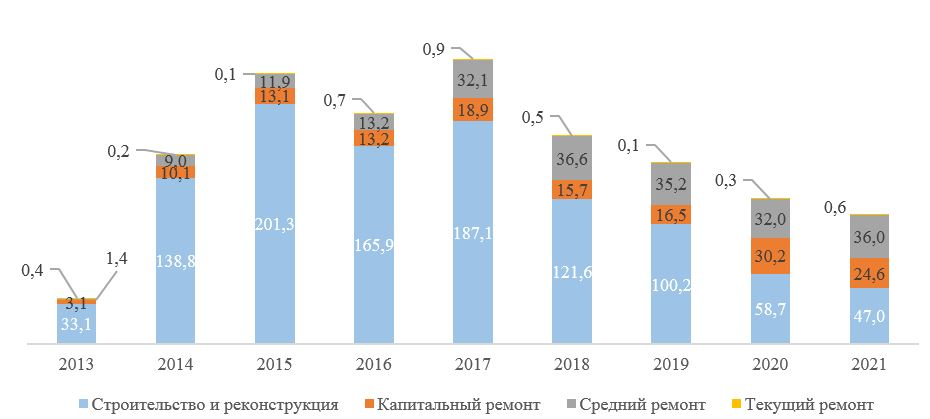 0,9
0,1 11,9 32,1
13,1 18,9
0,7
13,2 0,5
0,2 9,0 13,2 36,6 0,1
10,1 15,7 35,2 0,3
16,5 32,0 0,6
201,3 187,1 30,2 36,0
138,8 165,9 121,6 24,6
0,4 1,4 100,2
3,1 58,7 47,0
33,1
2013 2014 2015 2016 2017 2018 2019 2020 2021
Строительство и реконструкция Капитальный ремонт Средний ремонт Текущий ремонт